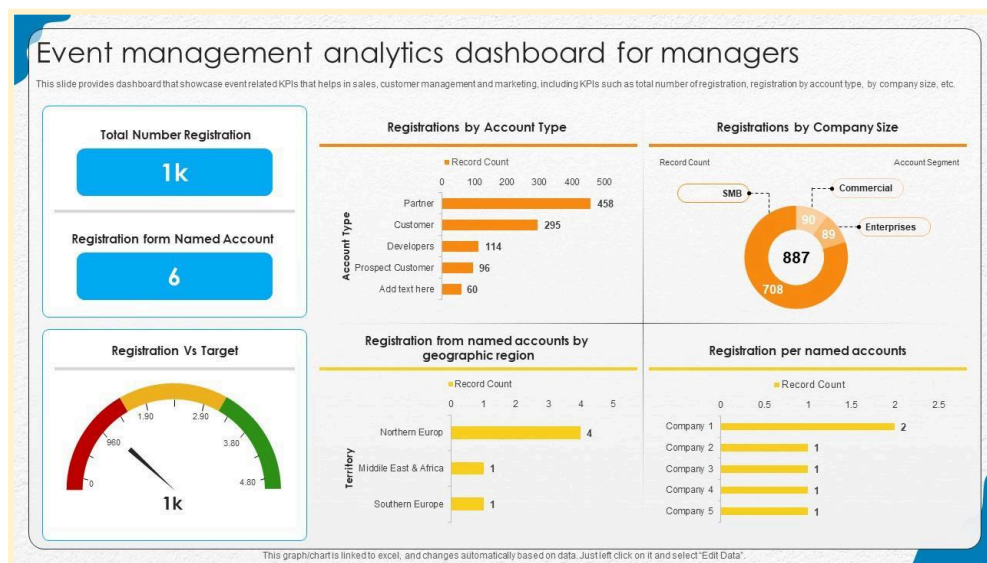 Event management analytics dashboard for managers
This slide provides dashboard that showcase event related KPIs that helps in sales, customer management and marketing, including KPIs such as total number of registration, registration by account type, by company size, etc.
Total Number Registration
1k
Registration form Named Account
6
Registrations by Account Type
Record Count
0 100 200 300 400 500
Account Type
Partner 458
Customer 295
Developers 114
Prospect Customer 96
Add text here 60
Registrations by Company Size
Record Count
Account Segment
SMB
Commercial
Enterprises
90
89
887
708
Registration Vs Target
0
960
1.90
2.90
3.80
4.80
1k
Registration from named accounts by
geographic region
Record Count
0 1 2 3 4 5
Territory
Northern Europ 4
Middle East & Africa 1
Southern Europe 1
Registration per named accounts
Record Count
0 0.5 1 1.5 2 2.5
Company 1 2
Company 2 1
Company 3 1
Company 4 1
Company 5 1
This graph/chart is linked to excel, and changes automatically based on data. Just left click on it and select "Edit Data".